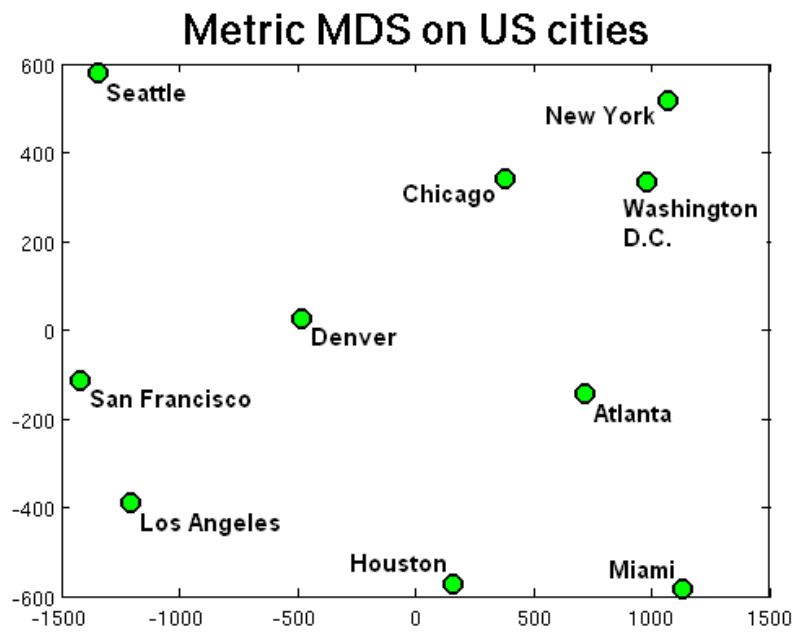 Metric MDS on US cities
600
Seattle
New York
400
Chicago
Washington
D.C.
200
0
Denver
San Francisco
-200
Atlanta
-400
Los Angeles
Houston
Miami
-600
-1500 -1000 -500 0 500 1000 1500